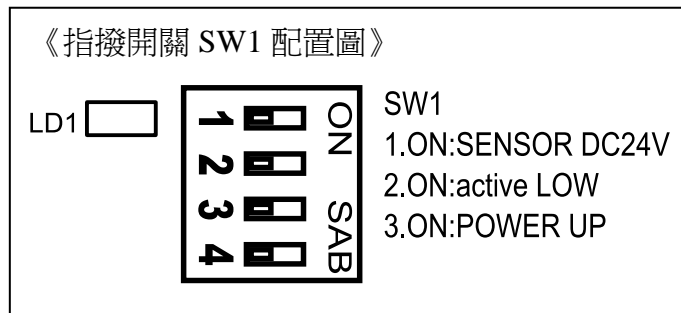 《指撥開關 SW1 配置圖》
LD1
1
2
3
4
ON
SAB
SW1
1.ON:SENSOR DC24V
2.ON:active LOW
3.ON:POWER UP